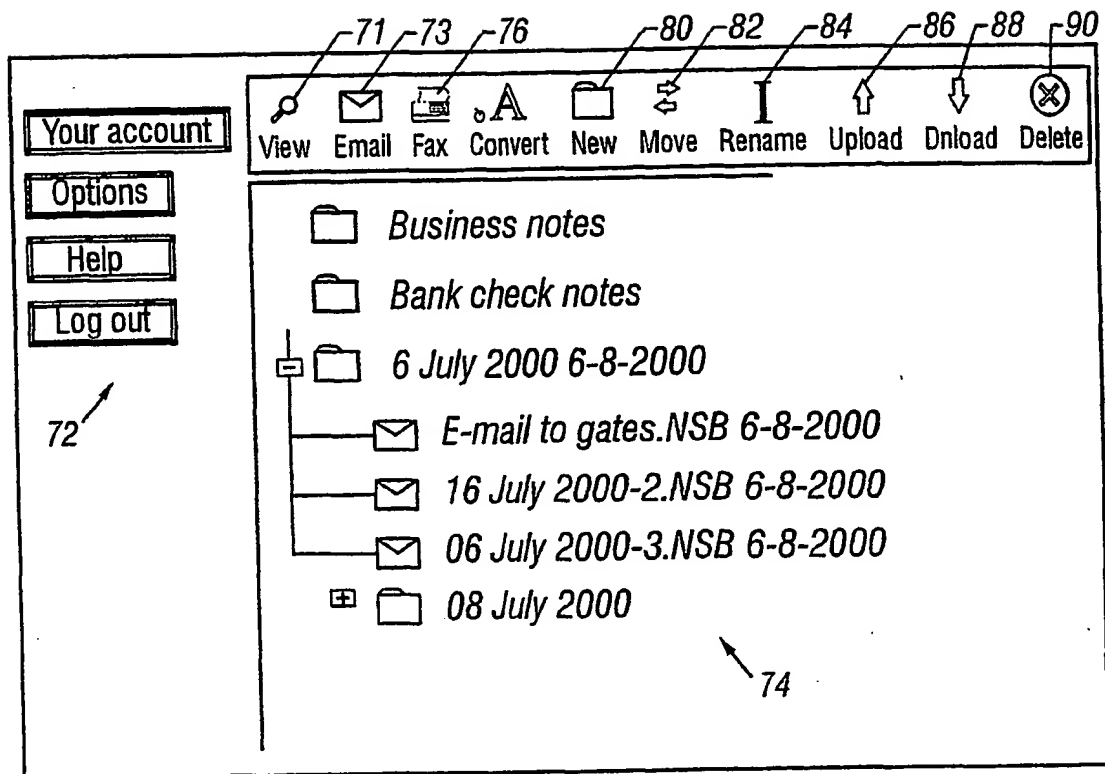 71 73 76 80 82 84 86 88 90
View Email Fax Convert New Move Rename Upload Dnload Delete
Your account
Options
Help
Log out
72
Business notes
Bank check notes
6 July 2000 6-8-2000
E-mail to gates.NSB 6-8-2000
16 July 2000-2.NSB 6-8-2000
06 July 2000-3.NSB 6-8-2000
08 July 2000
74